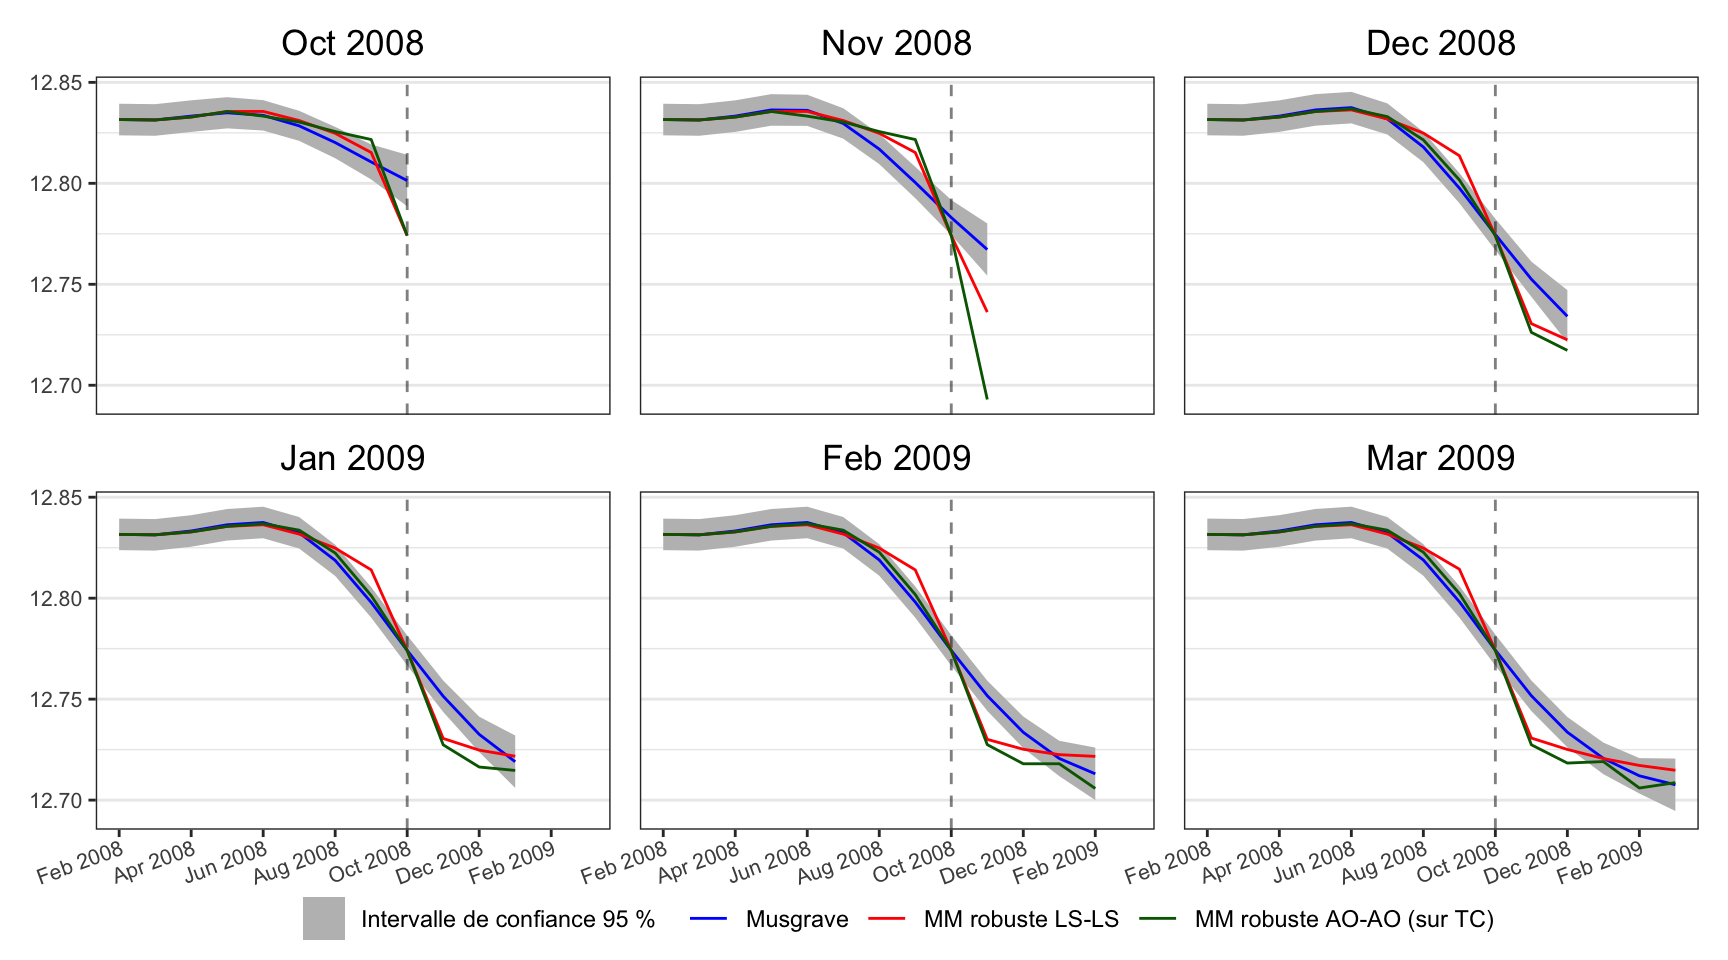 Oct 2008
Nov 2008
Dec 2008
12.85
12.80
12.75
12.70
Jan 2009
Feb 2009
Mar 2009
12.85
12.80
12.75
12.70
Feb 2008
Apr 2008
Jun 2008
Aug 2008
Oct 2008
Dec 2008
Feb 2009
Feb 2008
Apr 2008
Jun 2008
Aug 2008
Oct 2008
Dec 2008
Feb 2009
Feb 2008
Apr 2008
Jun 2008
Aug 2008
Oct 2008
Dec 2008
Feb 2009
Intervalle de confiance 95 %
Musgrave
MM robuste LS-LS
MM robuste AO-AO (sur TC)